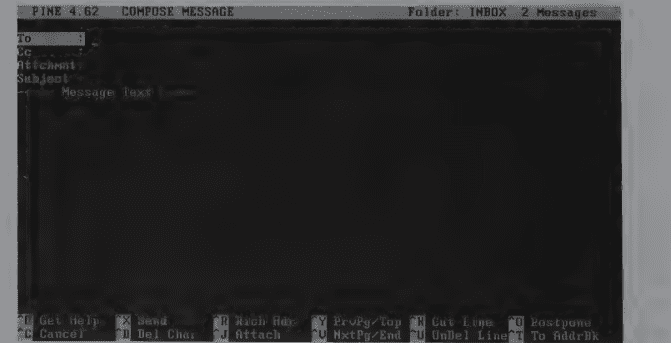 PINE 4.62 COMPOSE MESSAGE Folder: INBOX 2 Messages
To :
Cc :
Attchmnt:
Subject :
Message Text
^G Get Help ^X Send ^R Rich Hdr ^Y PrvPg/Top ^K Cut Line ^O Postpone
^C Cancel ^D Del Char ^J Attach ^V NxtPg/End ^U UnDel Line ^T To AddrBk